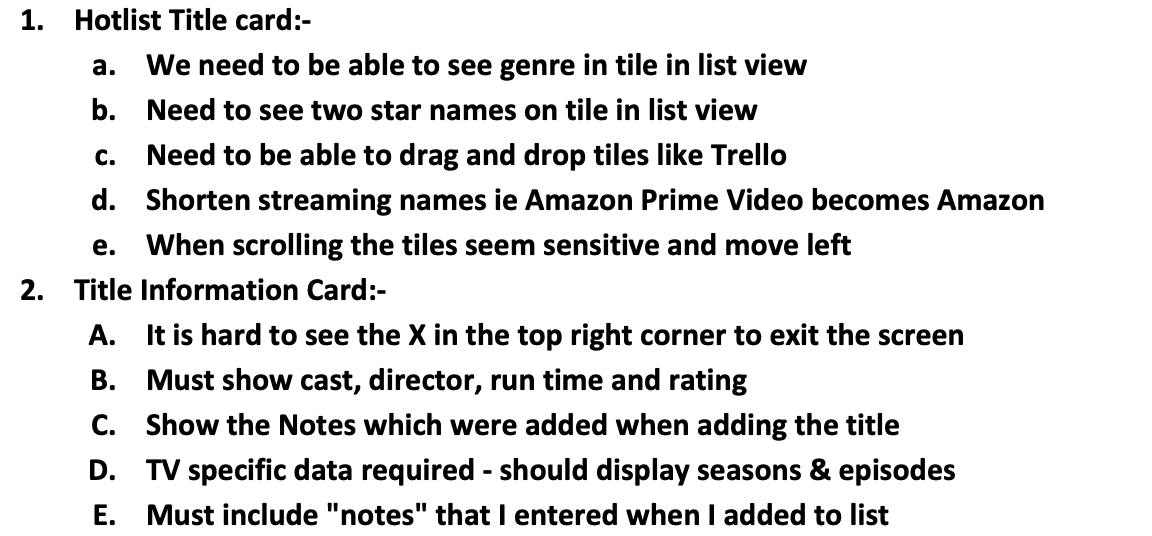 1. Hotlist Title card:-
a. We need to be able to see genre in tile in list view
b. Need to see two star names on tile in list view
c. Need to be able to drag and drop tiles like Trello
d. Shorten streaming names ie Amazon Prime Video becomes Amazon
e. When scrolling the tiles seem sensitive and move left
2. Title Information Card:-
A. It is hard to see the X in the top right corner to exit the screen
B. Must show cast, director, run time and rating
C. Show the Notes which were added when adding the title
D. TV specific data required - should display seasons & episodes
E. Must include "notes" that I entered when I added to list